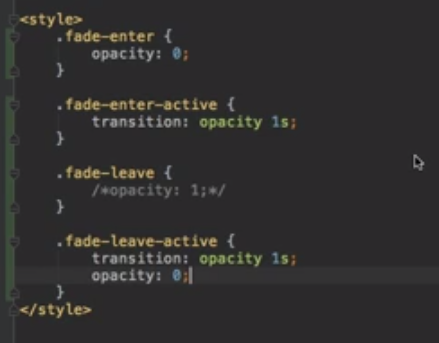 <style>
.fade-enter {
opacity: 0;
}
.fade-enter-active {
transition: opacity 1s;
}
.fade-leave {
/*opacity: 1;*/
}
.fade-leave-active {
transition: opacity 1s;
opacity: 0;
}
</style>